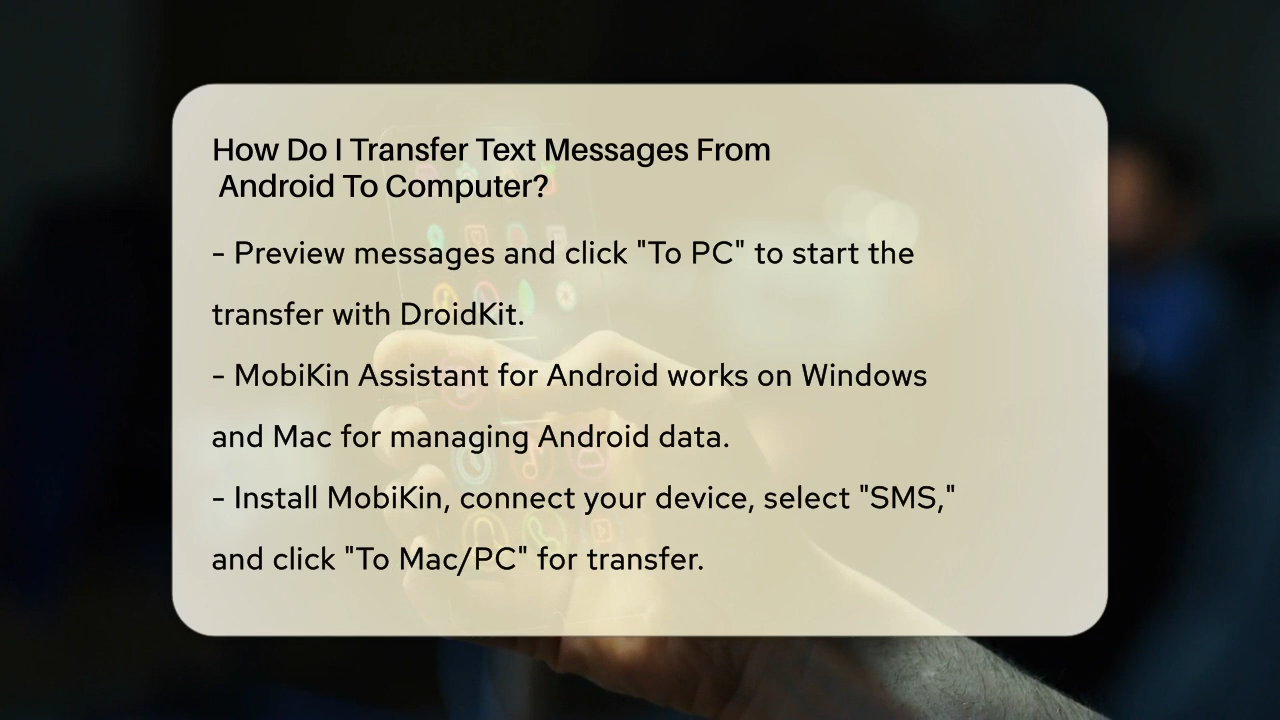 How Do I Transfer Text Messages From
Android To Computer?
- Preview messages and click "To PC" to start the
transfer with DroidKit.
- MobiKin Assistant for Android works on Windows
and Mac for managing Android data.
- Install MobiKin, connect your device, select "SMS,"
and click "To Mac/PC" for transfer.